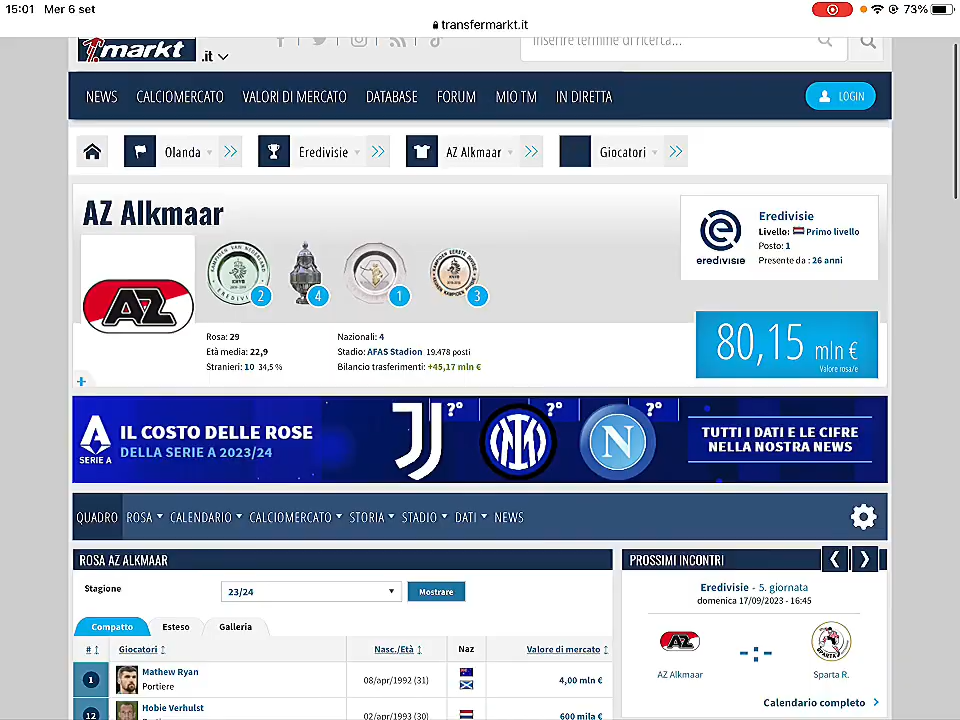 15:01 Mer 6 set
73%
transfermarkt.it
markt .it
Inserire termine di ricerca...
NEWS CALCIOMERCATO VALORI DI MERCATO DATABASE FORUM MIO TM IN DIRETTA LOGIN
Olanda Eredivisie AZ Alkmaar Giocatori
AZ Alkmaar
2 4 1 3
AZ
Rosa: 29
Età media: 22,9
Stranieri: 10 34,5 %
Nazionali: 4
Stadio: AFAS Stadion 19.478 posti
Bilancio trasferimenti: +45,17 mln €
EREDIVISIE
Eredivisie
Livello: Primo livello
Posto: 1
Presente da : 26 anni
80,15 mln €
Valore rosa/e
SERIE A
IL COSTO DELLE ROSE
DELLA SERIE A 2023/24
J ?° ?° N ?°
TUTTI I DATI E LE CIFRE
NELLA NOSTRA NEWS
QUADRO ROSA CALENDARIO CALCIOMERCATO STORIA STADIO DATI NEWS
ROSA AZ ALKMAAR
Stagione 23/24 Mostrare
Compatto Esteso Galleria
# Giocatori Nasc./Età Naz Valore di mercato
1 Mathew Ryan 08/apr/1992 (31) 4,00 mln €
Portiere
12 Hobie Verhulst 02/apr/1993 (30) 600 mila €
PROSSIMI INCONTRI
Eredivisie - 5. giornata
domenica 17/09/2023 - 16:45
AZ -:- SPARTA
AZ Alkmaar Sparta R.
Calendario completo